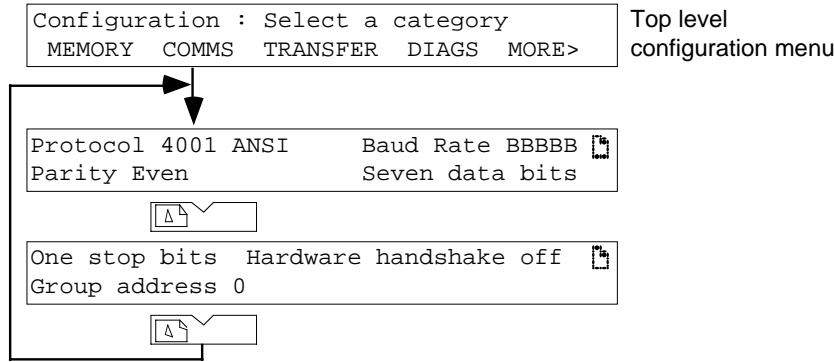 Configuration : Select a category
MEMORY COMMS TRANSFER DIAGS MORE>
Top level
configuration menu
Protocol 4001 ANSI Baud Rate BBBBB
Parity Even Seven data bits
One stop bits Hardware handshake off
Group address 0